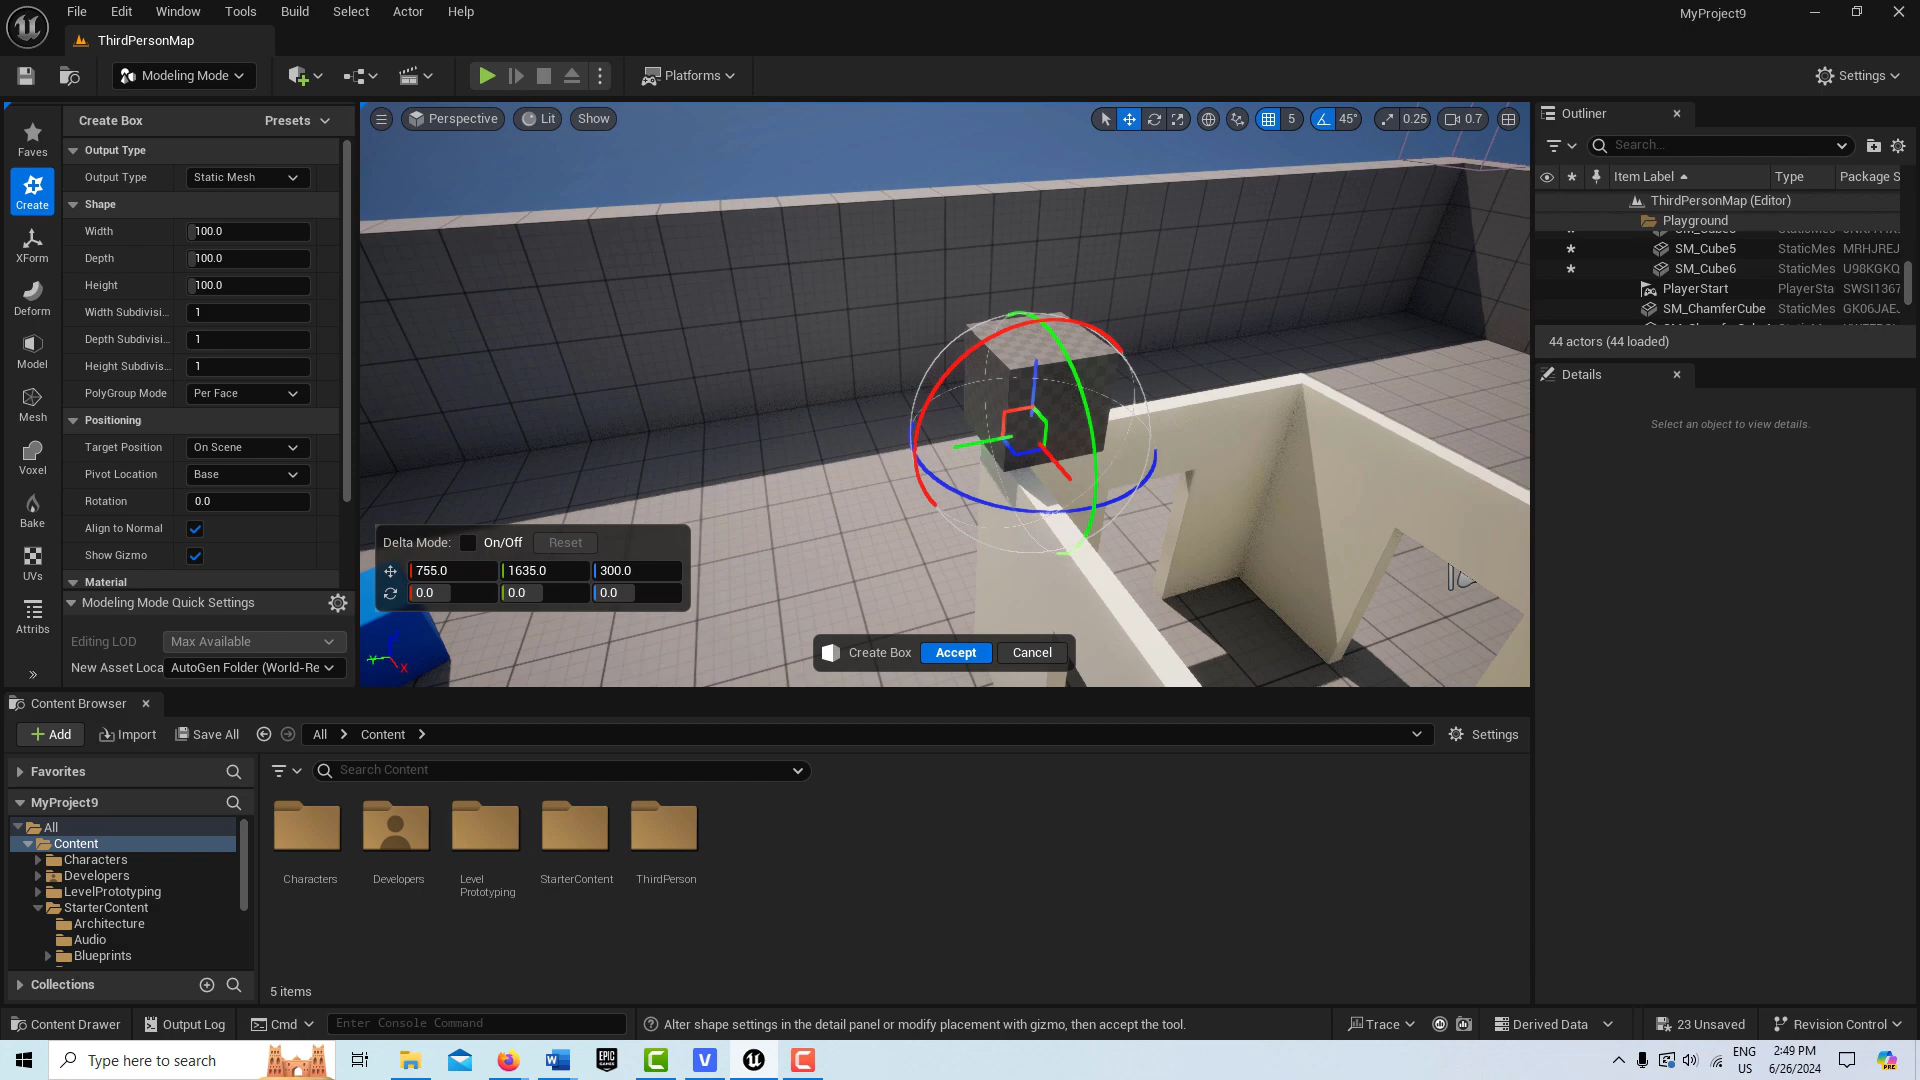 File Edit Window Tools Build Select Actor Help
MyProject9
ThirdPersonMap
Modeling Mode
Platforms
Settings
Create Box Presets
Output Type
Output Type Static Mesh
Shape
Width 100.0
Depth 100.0
Height 100.0
Width Subdivisi... 1
Depth Subdivisi... 1
Height Subdivis... 1
PolyGroup Mode Per Face
Positioning
Target Position On Scene
Pivot Location Base
Rotation 0.0
Align to Normal
Show Gizmo
Material
Modeling Mode Quick Settings
Editing LOD Max Available
New Asset Loca AutoGen Folder (World-Re
Faves
Create
XForm
Deform
Model
Mesh
Voxel
Bake
UVs
Attribs
Perspective Lit Show
5 45° 0.25 0.7
Delta Mode: On/Off Reset
755.0 1635.0 300.0
0.0 0.0 0.0
Create Box Accept Cancel
Outliner
Search...
Item Label Type Package S
ThirdPersonMap (Editor)
Playground
SM_Cube5 StaticMes MRHJREJ
SM_Cube6 StaticMes U98KGKQ
PlayerStart PlayerSta SWSI1367
SM_ChamferCube StaticMes GK06JAEJ
44 actors (44 loaded)
Details
Select an object to view details.
Content Browser
Add Import Save All All Content Settings
Favorites
MyProject9
All
Content
Characters
Developers
LevelPrototyping
StarterContent
Architecture
Audio
Blueprints
Collections
Search Content
Characters
Developers
Level
Prototyping
StarterContent
ThirdPerson
5 items
Content Drawer Output Log Cmd Enter Console Command Alter shape settings in the detail panel or modify placement with gizmo, then accept the tool. Trace Derived Data 23 Unsaved Revision Control
Type here to search
EPIC
GAMES
ENG
US
2:49 PM
6/26/2024
PRE